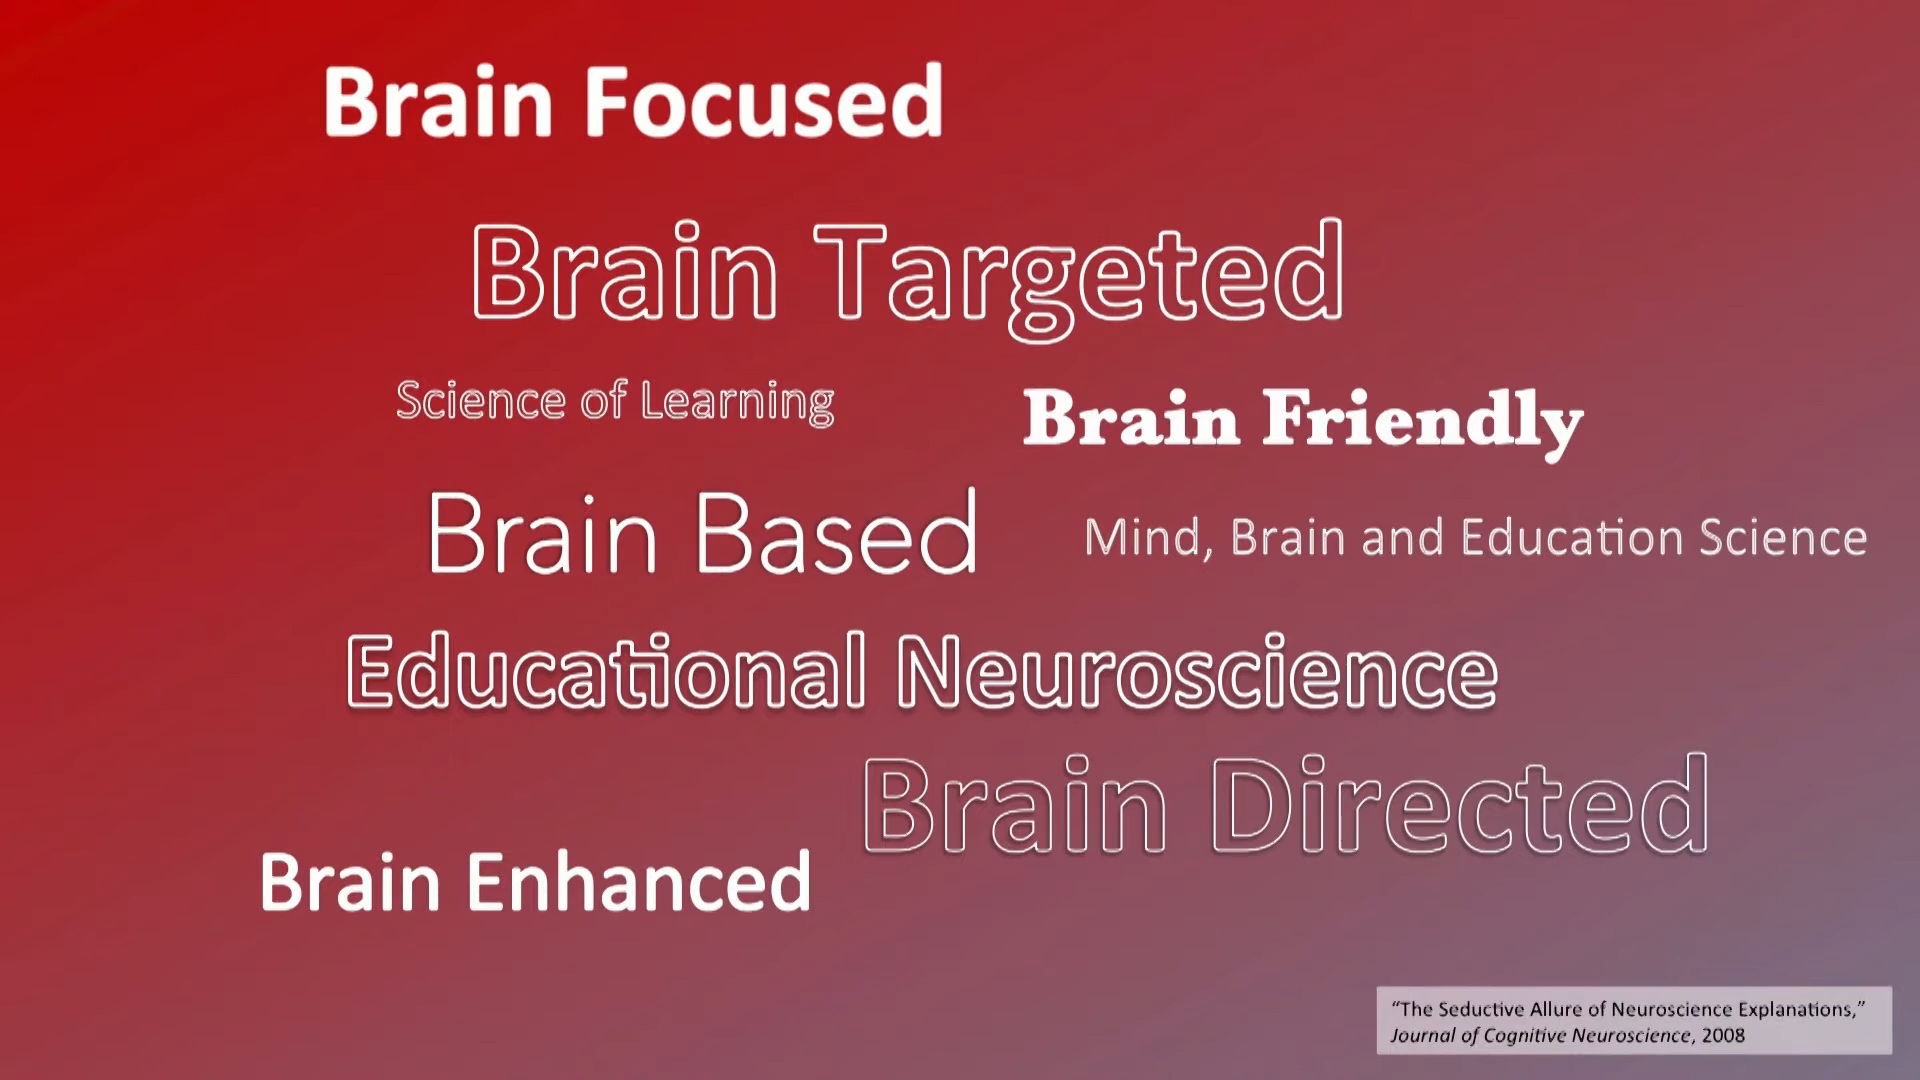 Brain Focused
Brain Targeted
Science of Learning
Brain Friendly
Brain Based
Mind, Brain and Education Science
Educational Neuroscience
Brain Directed
Brain Enhanced
“The Seductive Allure of Neuroscience Explanations,”
Journal of Cognitive Neuroscience, 2008